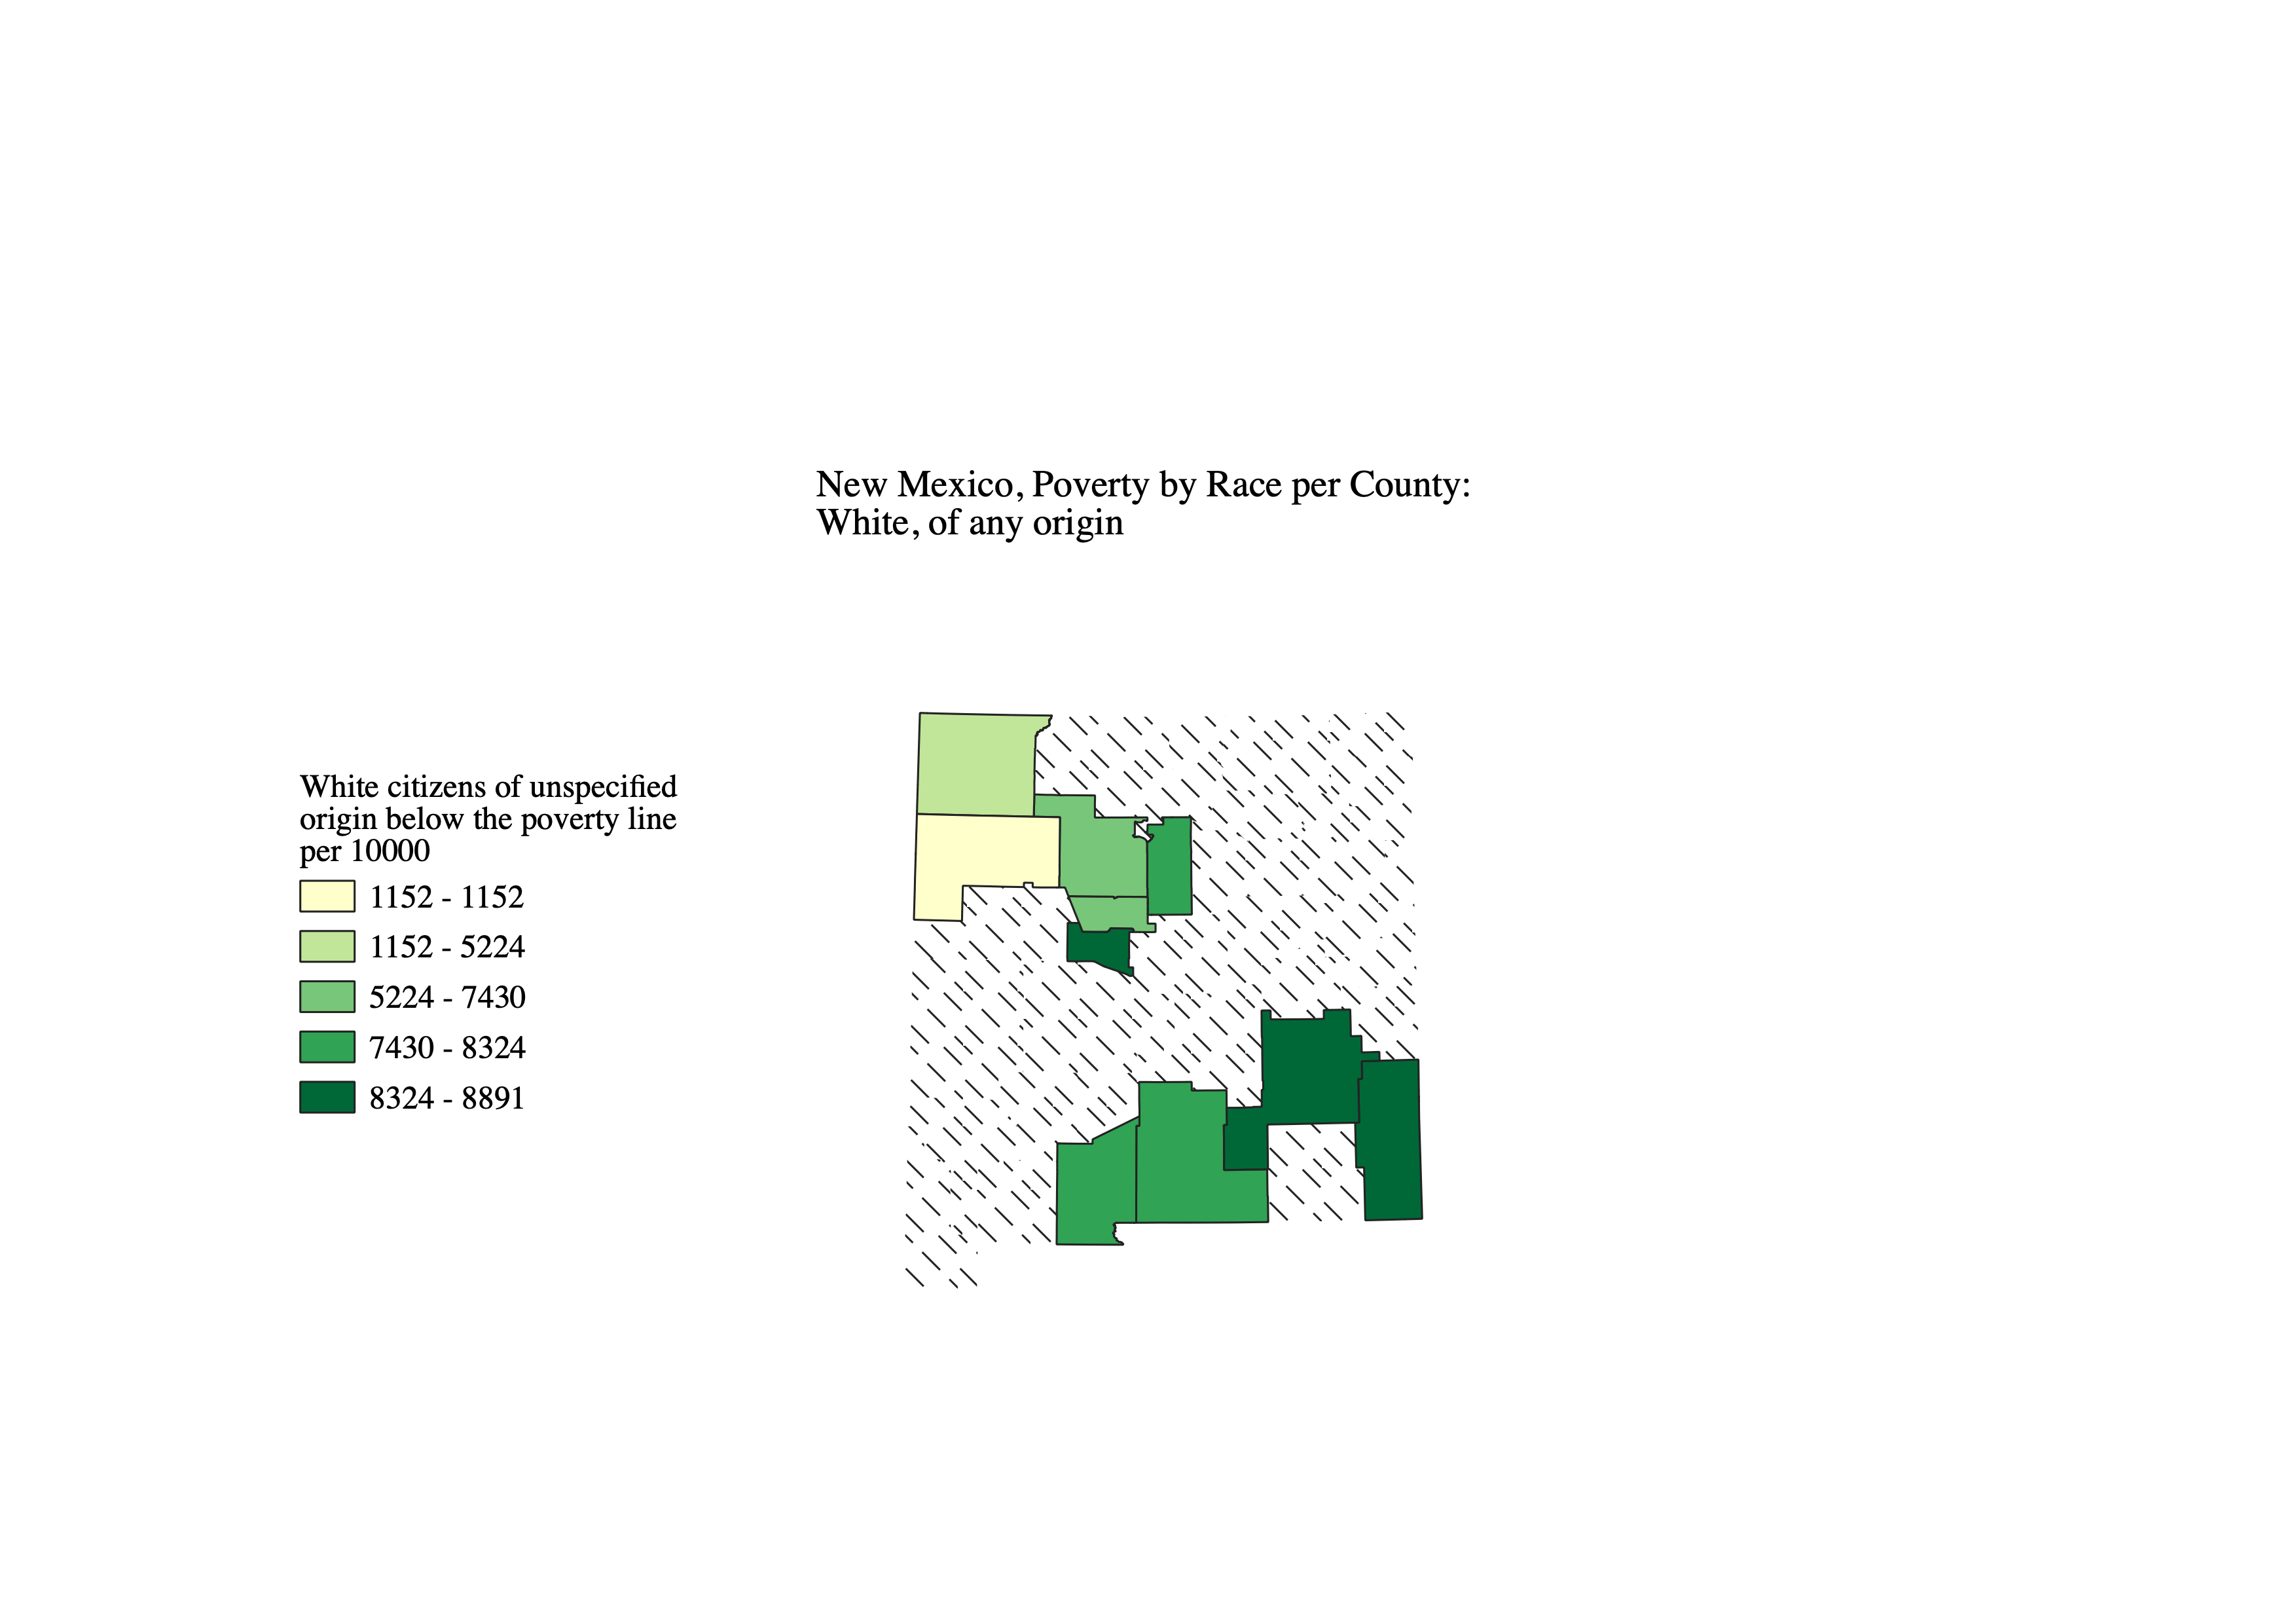 New Mexico, Poverty by Race per County:
White, of any origin
White citizens of unspecified
origin below the poverty line
per 10000
1152 - 1152
1152 - 5224
5224 - 7430
7430 - 8324
8324 - 8891